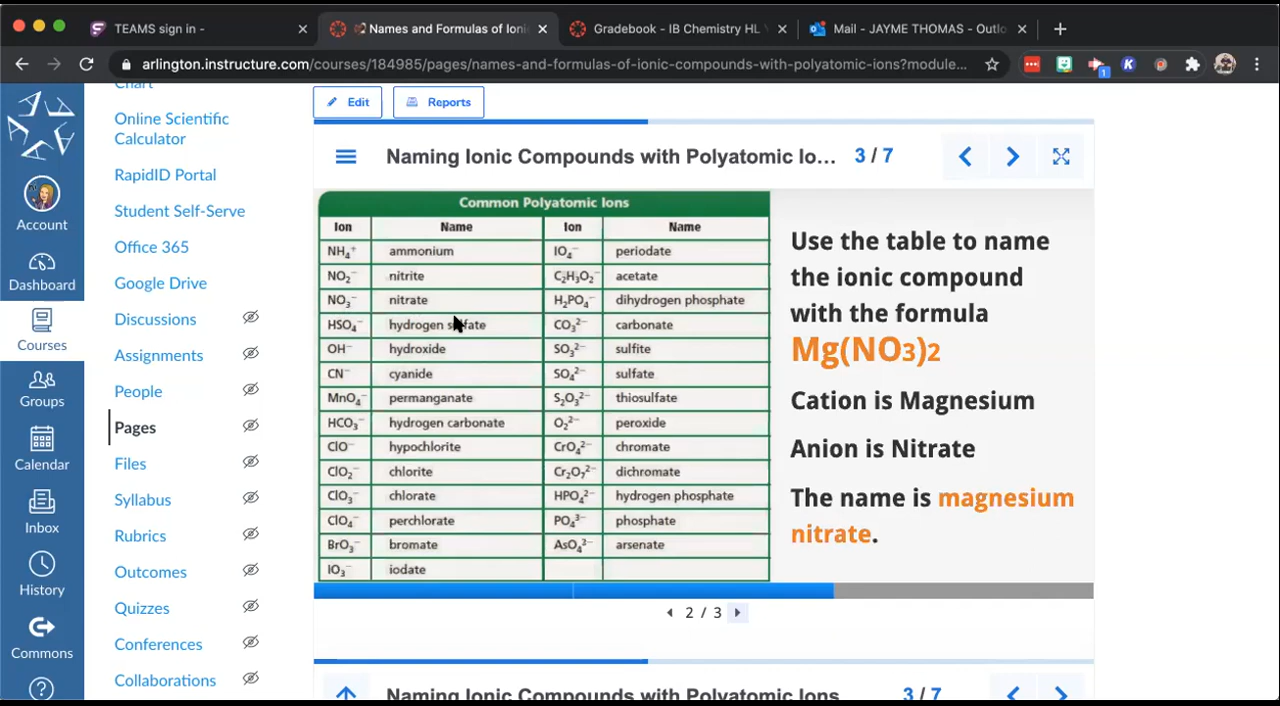 TEAMS sign in -
Names and Formulas of Ioni
Gradebook - IB Chemistry HL Y
Mail - JAYME THOMAS - Outlo
arlington.instructure.com/courses/184985/pages/names-and-formulas-of-ionic-compounds-with-polyatomic-ions?module...
1
K
Account
Dashboard
Courses
Groups
Calendar
Inbox
History
Commons
Chart
Online Scientific
Calculator
RapidID Portal
Student Self-Serve
Office 365
Google Drive
Discussions
Assignments
People
Pages
Files
Syllabus
Rubrics
Outcomes
Quizzes
Conferences
Collaborations
Edit
Reports
Naming Ionic Compounds with Polyatomic Io... 3 / 7
Common Polyatomic Ions
Ion Name Ion Name
NH₄⁺ ammonium IO₄⁻ periodate
NO₂⁻ nitrite C₂H₃O₂⁻ acetate
NO₃⁻ nitrate H₂PO₄⁻ dihydrogen phosphate
HSO₄⁻ hydrogen sulfate CO₃²⁻ carbonate
OH⁻ hydroxide SO₃²⁻ sulfite
CN⁻ cyanide SO₄²⁻ sulfate
MnO₄⁻ permanganate S₂O₃²⁻ thiosulfate
HCO₃⁻ hydrogen carbonate O₂²⁻ peroxide
ClO⁻ hypochlorite CrO₄²⁻ chromate
ClO₂⁻ chlorite Cr₂O₇²⁻ dichromate
ClO₃⁻ chlorate HPO₄²⁻ hydrogen phosphate
ClO₄⁻ perchlorate PO₄³⁻ phosphate
BrO₃⁻ bromate AsO₄³⁻ arsenate
IO₃⁻ iodate
Use the table to name
the ionic compound
with the formula
Mg(NO3)2
Cation is Magnesium
Anion is Nitrate
The name is magnesium
nitrate.
2 / 3
Naming Ionic Compounds with Polyatomic Ions 3 / 7